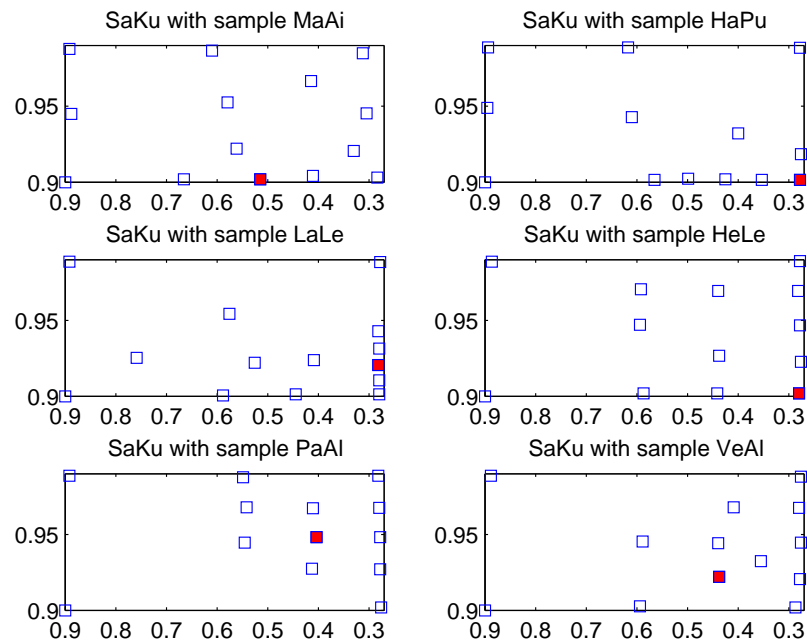 SaKu with sample MaAi
SaKu with sample HaPu
0.95
0.9
0.9 0.8 0.7 0.6 0.5 0.4 0.3
0.95
0.9
0.9 0.8 0.7 0.6 0.5 0.4 0.3
SaKu with sample LaLe
SaKu with sample HeLe
0.95
0.9
0.9 0.8 0.7 0.6 0.5 0.4 0.3
0.95
0.9
0.9 0.8 0.7 0.6 0.5 0.4 0.3
SaKu with sample PaAl
SaKu with sample VeAl
0.95
0.9
0.9 0.8 0.7 0.6 0.5 0.4 0.3
0.95
0.9
0.9 0.8 0.7 0.6 0.5 0.4 0.3